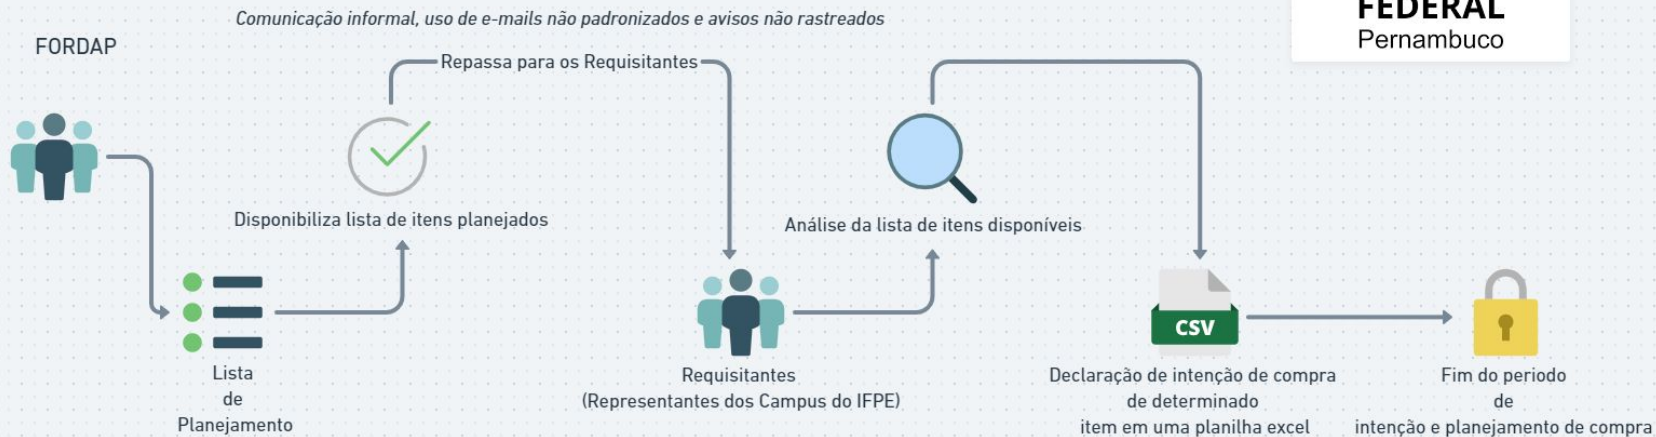 Comunicação informal, uso de e-mails não padronizados e avisos não rastreados
FEDERAL
Pernambuco
FORDAP
Repassa para os Requisitantes
Disponibiliza lista de itens planejados
Análise da lista de itens disponíveis
Lista
de
Planejamento
Requisitantes
(Representantes dos Campus do IFPE)
CSV
Declaração de intenção de compra
de determinado
item em uma planilha excel
Fim do periodo
de
intenção e planejamento de compra